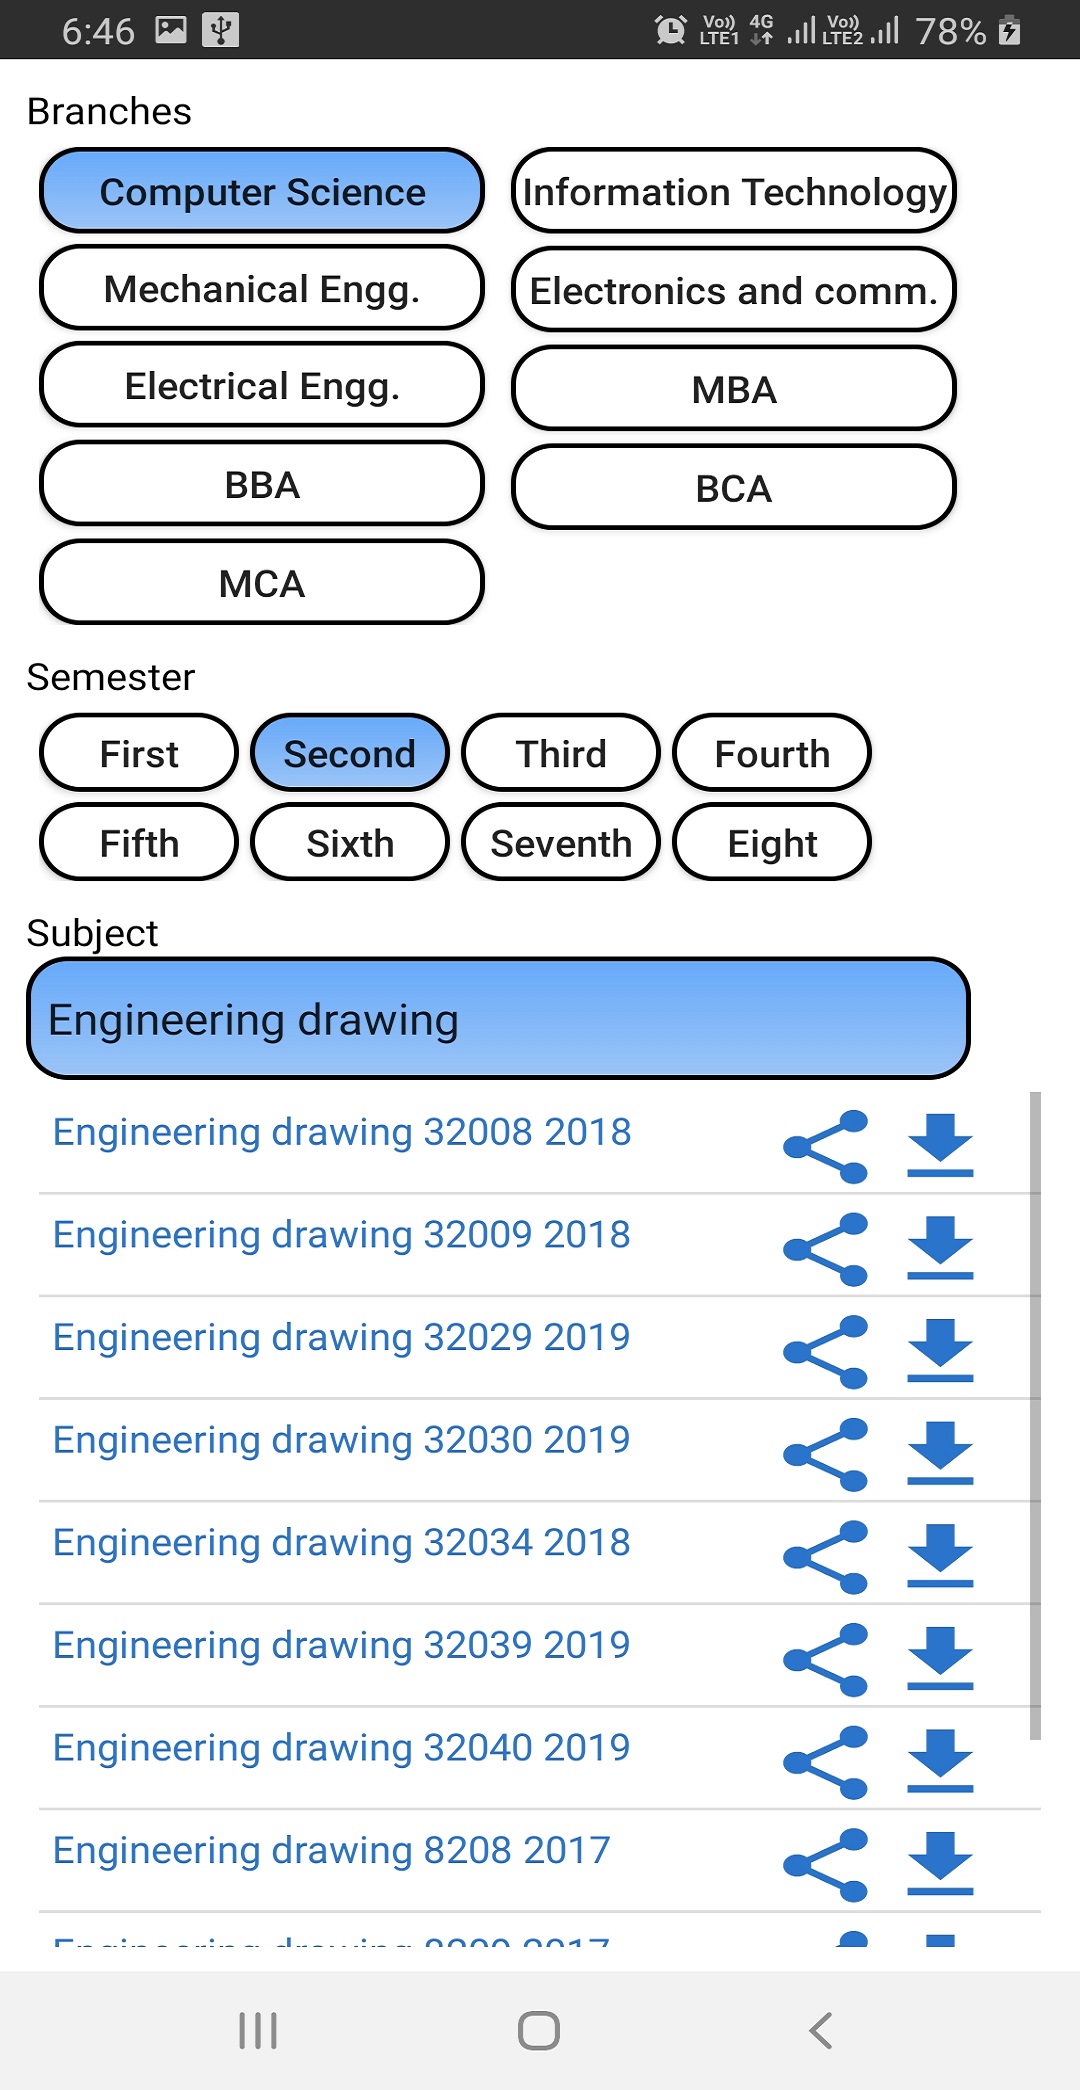 6:46 Vo)) LTE1 4G Vo)) LTE2 78%
Branches
Computer Science Information Technology
Mechanical Engg. Electronics and comm.
Electrical Engg. MBA
BBA BCA
MCA
Semester
First Second Third Fourth
Fifth Sixth Seventh Eight
Subject
Engineering drawing
Engineering drawing 32008 2018
Engineering drawing 32009 2018
Engineering drawing 32029 2019
Engineering drawing 32030 2019
Engineering drawing 32034 2018
Engineering drawing 32039 2019
Engineering drawing 32040 2019
Engineering drawing 8208 2017
Engineering drawing 2017